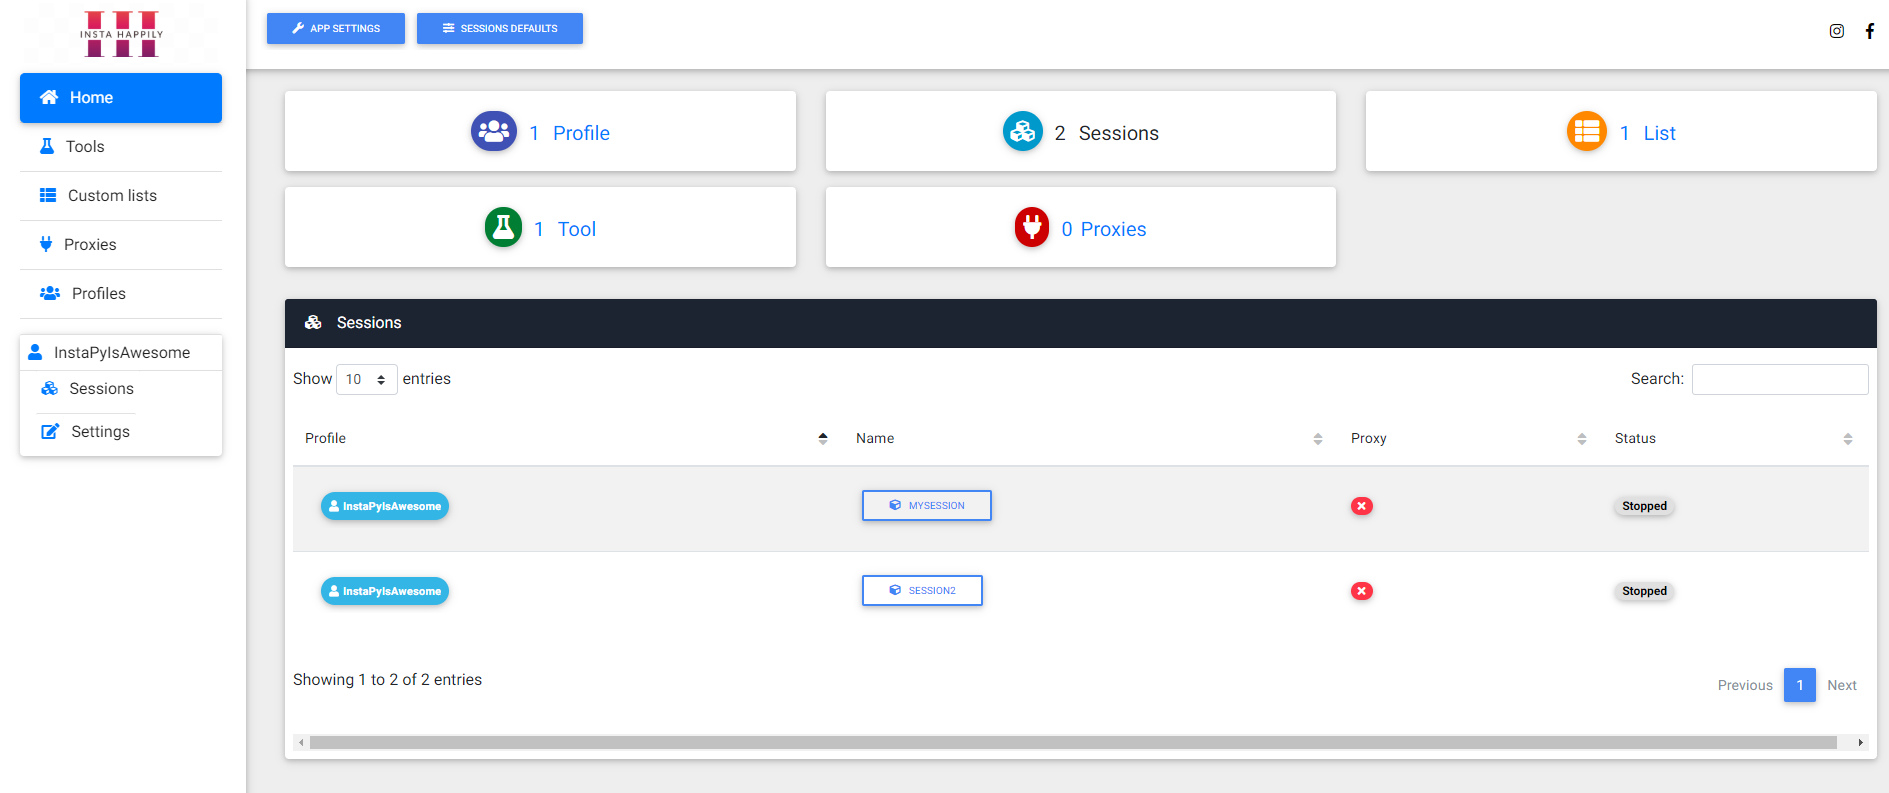 INSTA HAPPILY
APP SETTINGS
SESSIONS DEFAULTS
Home
Tools
Custom lists
Proxies
Profiles
InstaPyIsAwesome
Sessions
Settings
1 Profile
2 Sessions
1 List
1 Tool
0 Proxies
Sessions
Show 10 entries
Search:
Profile Name Proxy Status
InstaPyIsAwesome MYSESSION Stopped
InstaPyIsAwesome SESSION2 Stopped
Showing 1 to 2 of 2 entries
Previous 1 Next